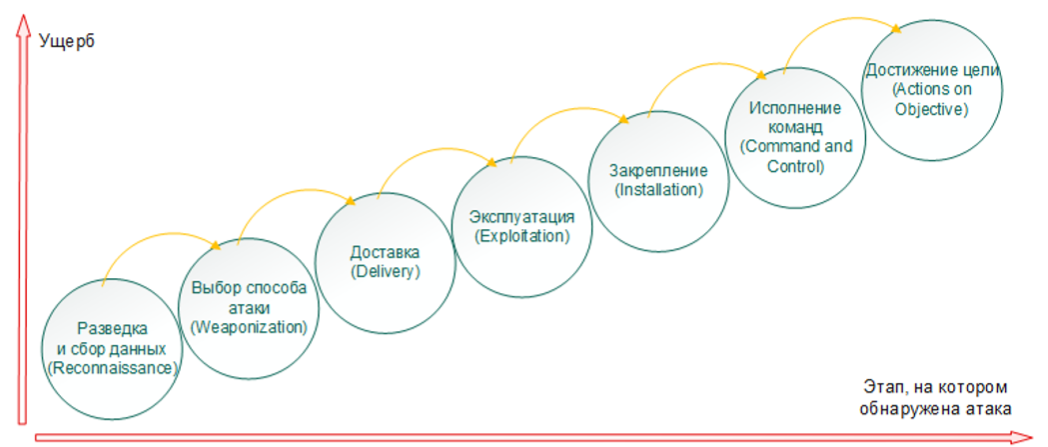 Ущерб
Разведка
и сбор данных
(Reconnaissance)
Выбор способа
атаки
(Weaponization)
Доставка
(Delivery)
Эксплуатация
(Exploitation)
Закрепление
(Installation)
Исполнение
команд
(Command and
Control)
Достижение цели
(Actions on
Objective)
Этап, на котором
обнаружена атака